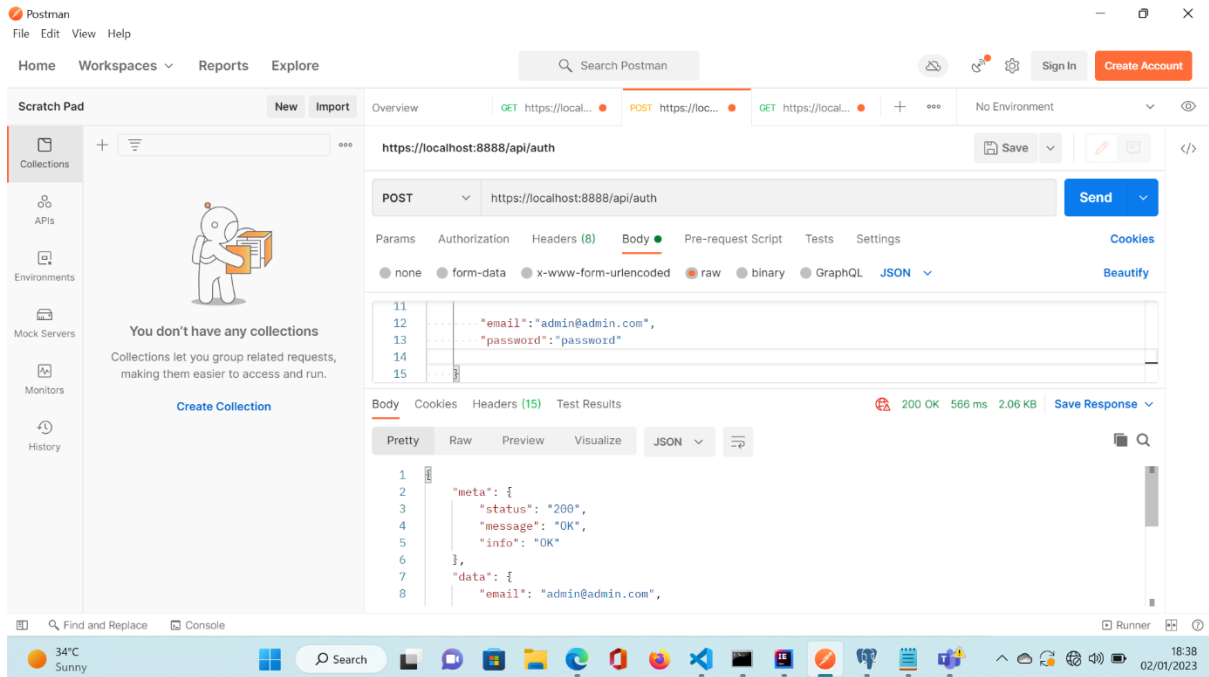 Postman
File Edit View Help
Home Workspaces Reports Explore Search Postman Sign In Create Account
Scratch Pad New Import Overview GET https://local... POST https://loc... GET https://local... No Environment
Collections
APIs
Environments
Mock Servers
Monitors
History
You don't have any collections
Collections let you group related requests,
making them easier to access and run.
Create Collection
https://localhost:8888/api/auth Save
POST https://localhost:8888/api/auth Send
Params Authorization Headers (8) Body Pre-request Script Tests Settings Cookies
none form-data x-www-form-urlencoded raw binary GraphQL JSON Beautify
11
12 "email":"admin@admin.com",
13 "password":"password"
14
15 }
Body Cookies Headers (15) Test Results 200 OK 566 ms 2.06 KB Save Response
Pretty Raw Preview Visualize JSON
1 {
2 "meta": {
3 "status": "200",
4 "message": "OK",
5 "info": "OK"
6 },
7 "data": {
8 "email": "admin@admin.com",
Find and Replace Console Runner
34°C
Sunny
Search
18:38
02/01/2023